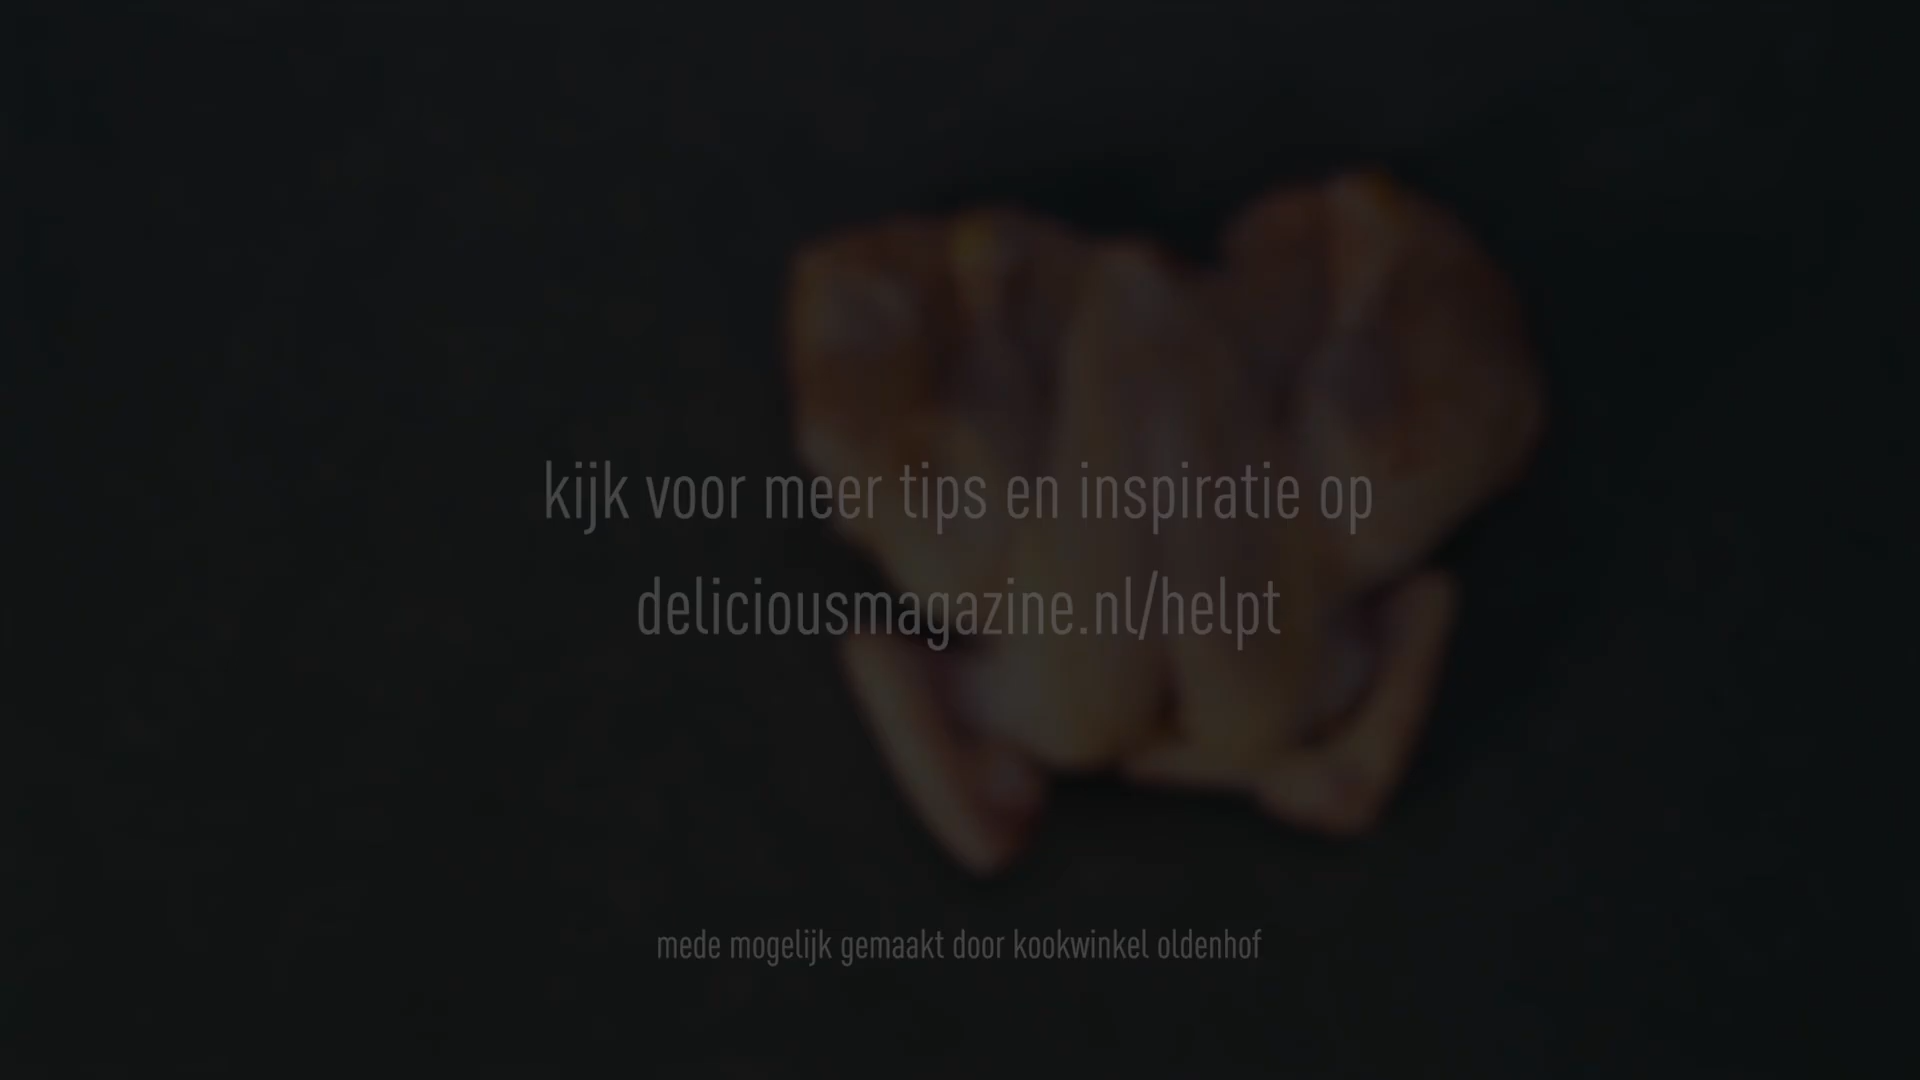 kijk voor meer tips en inspiratie op
deliciousmagazine.nl/helpt
mede mogelijk gemaakt door kookwinkel oldenhof